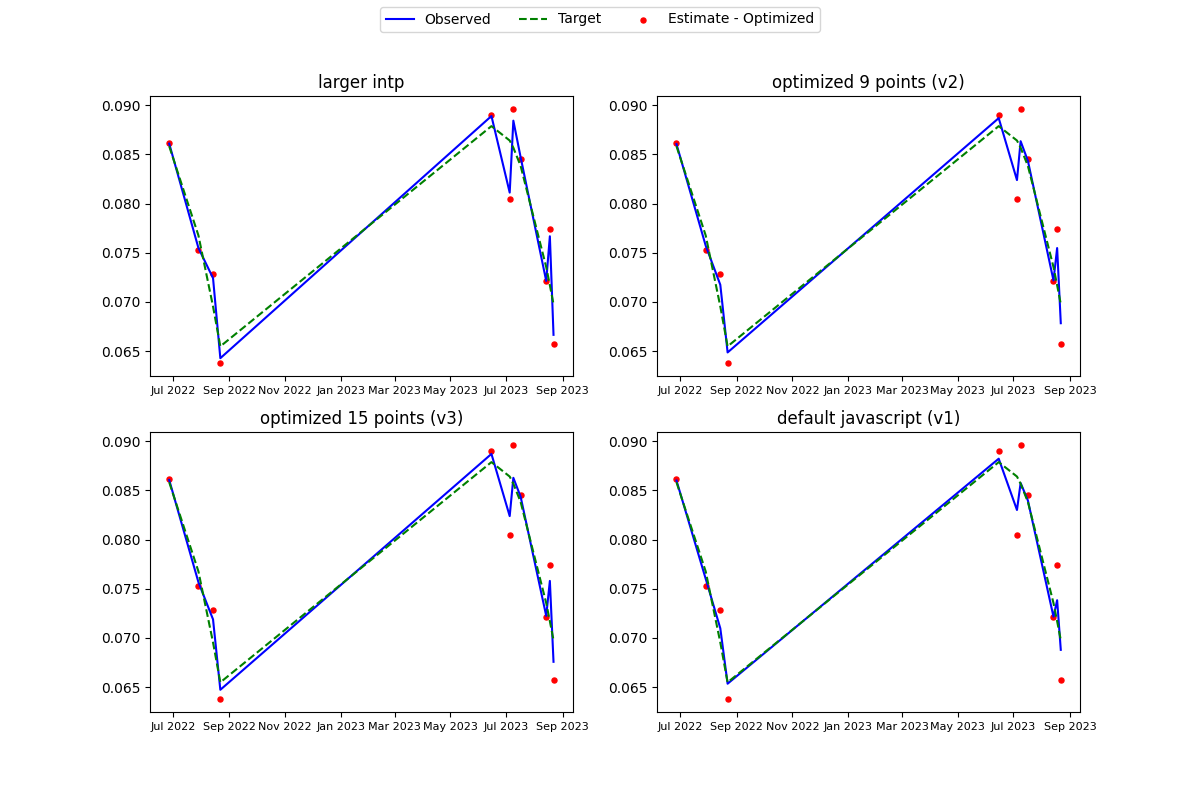 Observed Target Estimate - Optimized
larger intp
0.090
0.085
0.080
0.075
0.070
0.065
Jul 2022 Sep 2022 Nov 2022 Jan 2023 Mar 2023 May 2023 Jul 2023 Sep 2023
optimized 9 points (v2)
0.090
0.085
0.080
0.075
0.070
0.065
Jul 2022 Sep 2022 Nov 2022 Jan 2023 Mar 2023 May 2023 Jul 2023 Sep 2023
optimized 15 points (v3)
0.090
0.085
0.080
0.075
0.070
0.065
Jul 2022 Sep 2022 Nov 2022 Jan 2023 Mar 2023 May 2023 Jul 2023 Sep 2023
default javascript (v1)
0.090
0.085
0.080
0.075
0.070
0.065
Jul 2022 Sep 2022 Nov 2022 Jan 2023 Mar 2023 May 2023 Jul 2023 Sep 2023